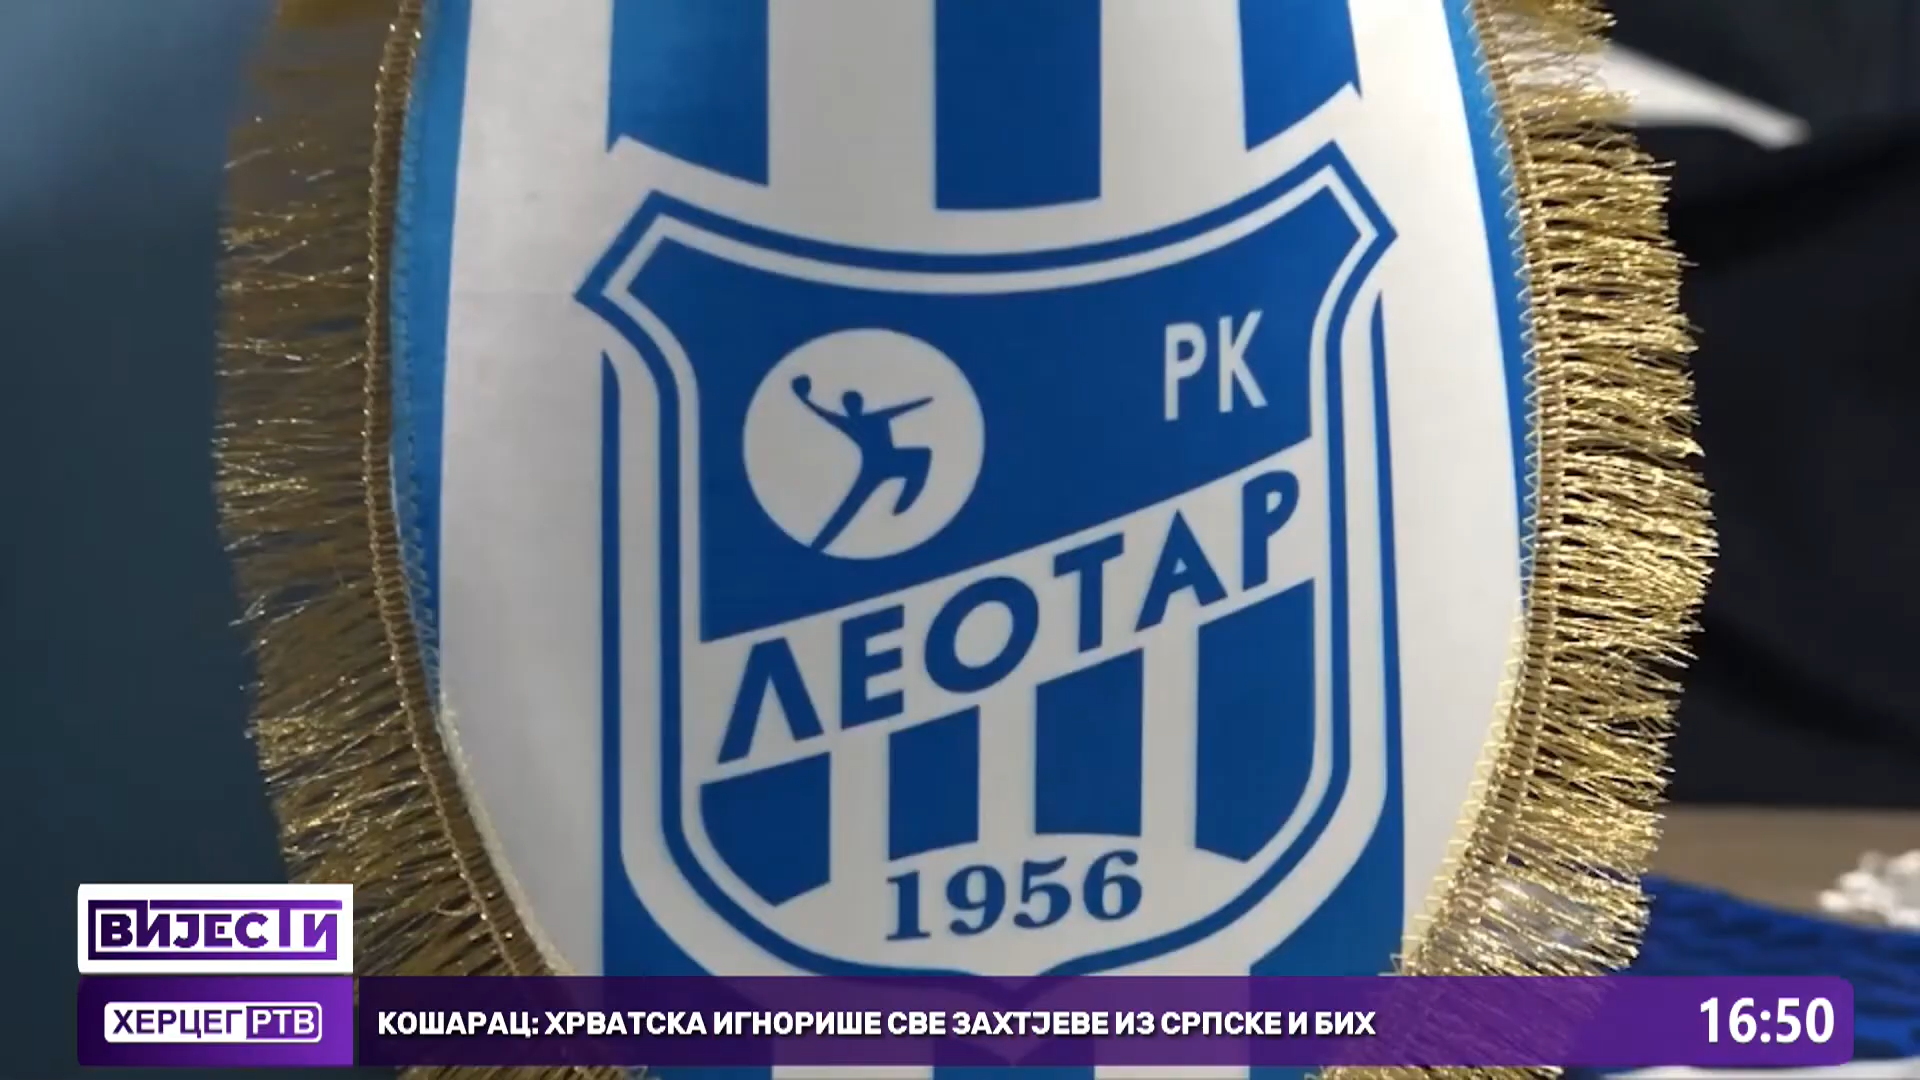 РК
ЛЕОТАР
1956
ВИЈЕСТИ
ХЕРЦЕГ РТВ
КОШАРАЦ: ХРВАТСКА ИГНОРИШЕ СВЕ ЗАХТЈЕВЕ ИЗ СРПСКЕ И БИХ
16:50